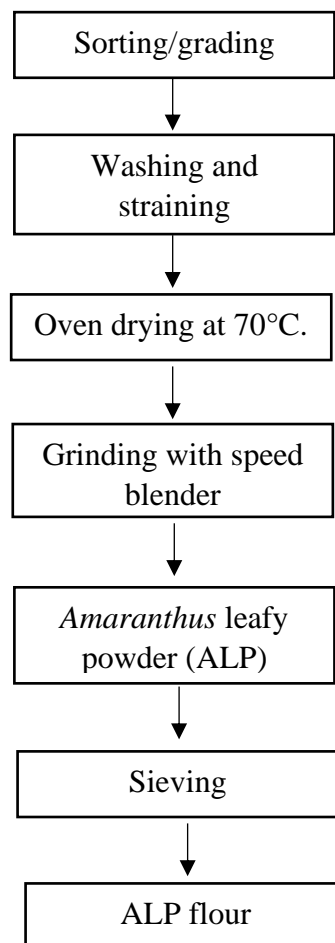 Sorting/grading
Washing and
straining
Oven drying at 70°C.
Grinding with speed
blender
Amaranthus leafy
powder (ALP)
Sieving
ALP flour